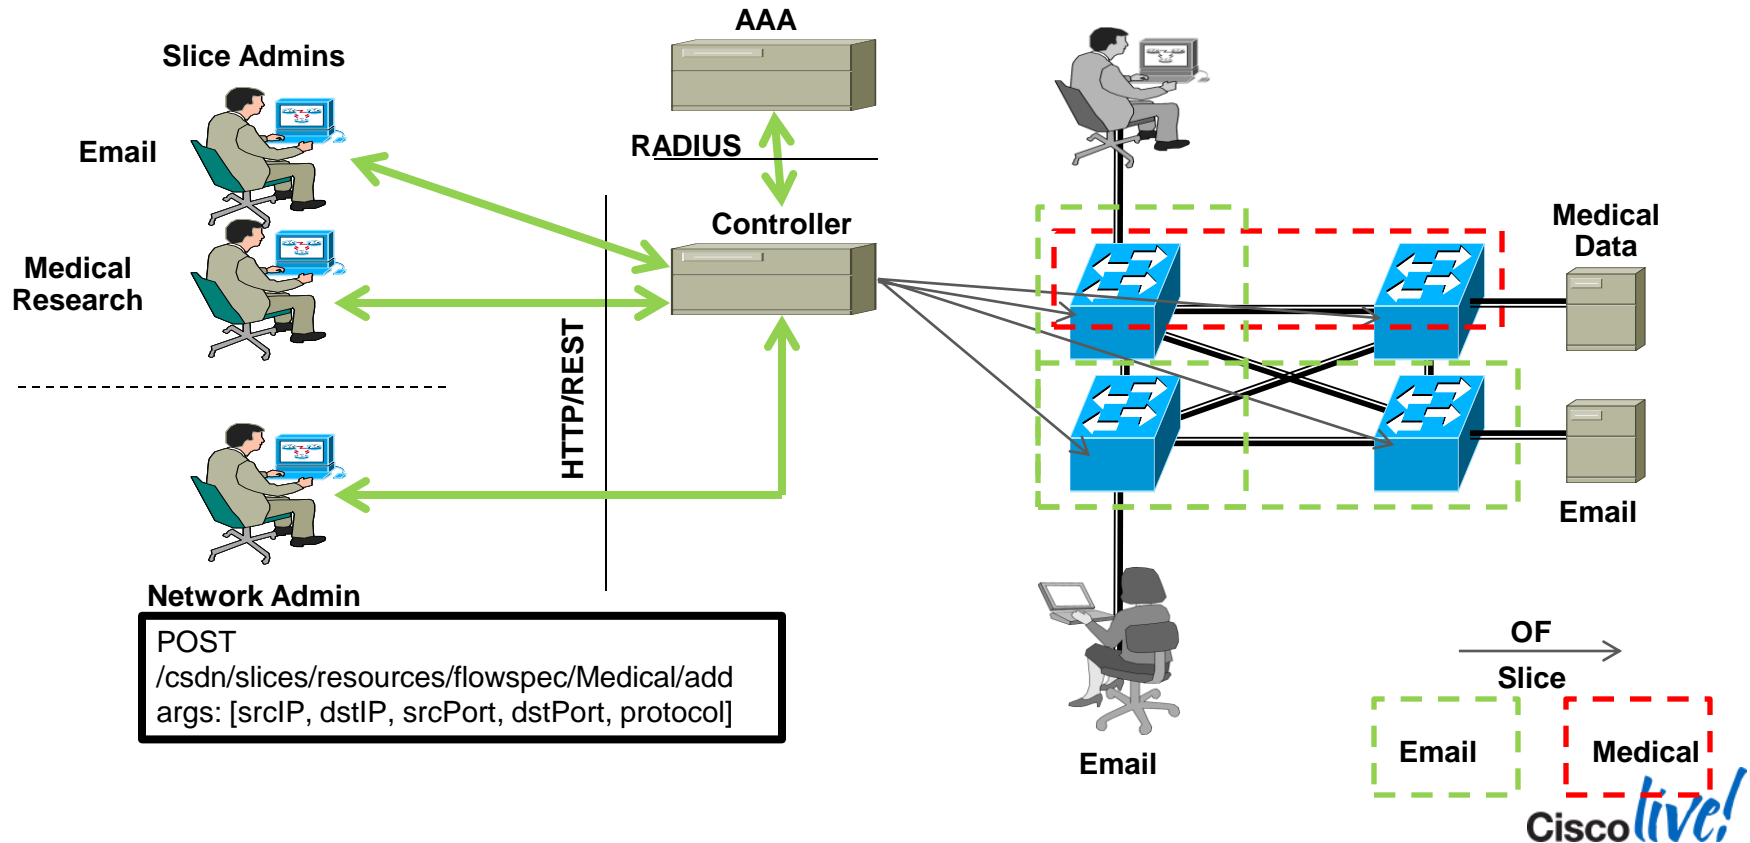 AAA
Slice Admins
Email
RADIUS
Controller
Medical
Research
HTTP/REST
Medical
Data
Email
Network Admin
POST
/csdn/slices/resources/flowspec/Medical/add
args: [srcIP, dstIP, srcPort, dstPort, protocol]
Email
OF
Slice
Email
Medical
Cisco live!